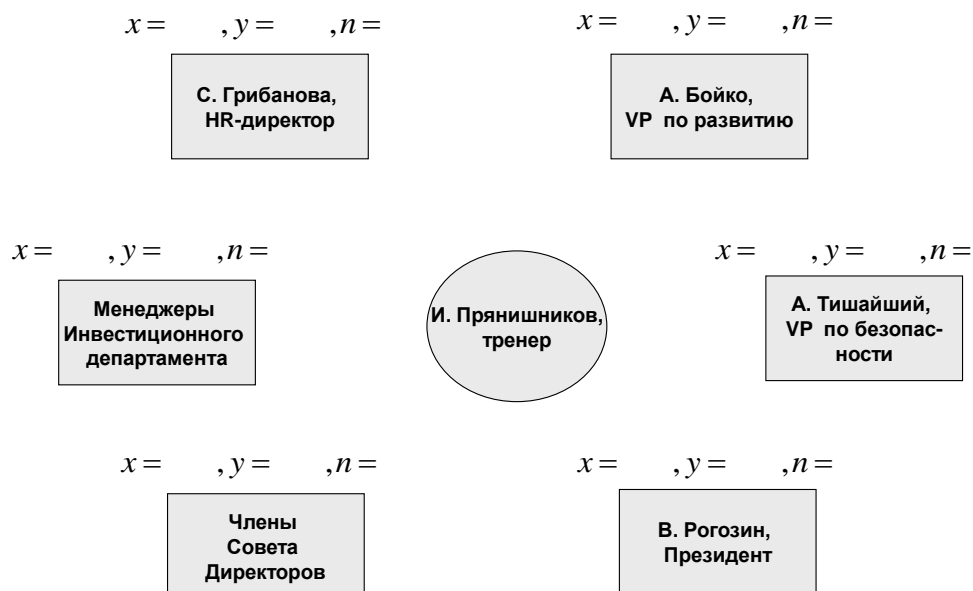 x = , y = , n =
x = , y = , n =
С. Грибанова,
HR-директор
А. Бойко,
VP по развитию
x = , y = , n =
x = , y = , n =
Менеджеры
Инвестиционного
департамента
И. Прянишников,
тренер
А. Тишайший,
VP по безопас-
ности
x = , y = , n =
x = , y = , n =
Члены
Совета
Директоров
В. Рогозин,
Президент